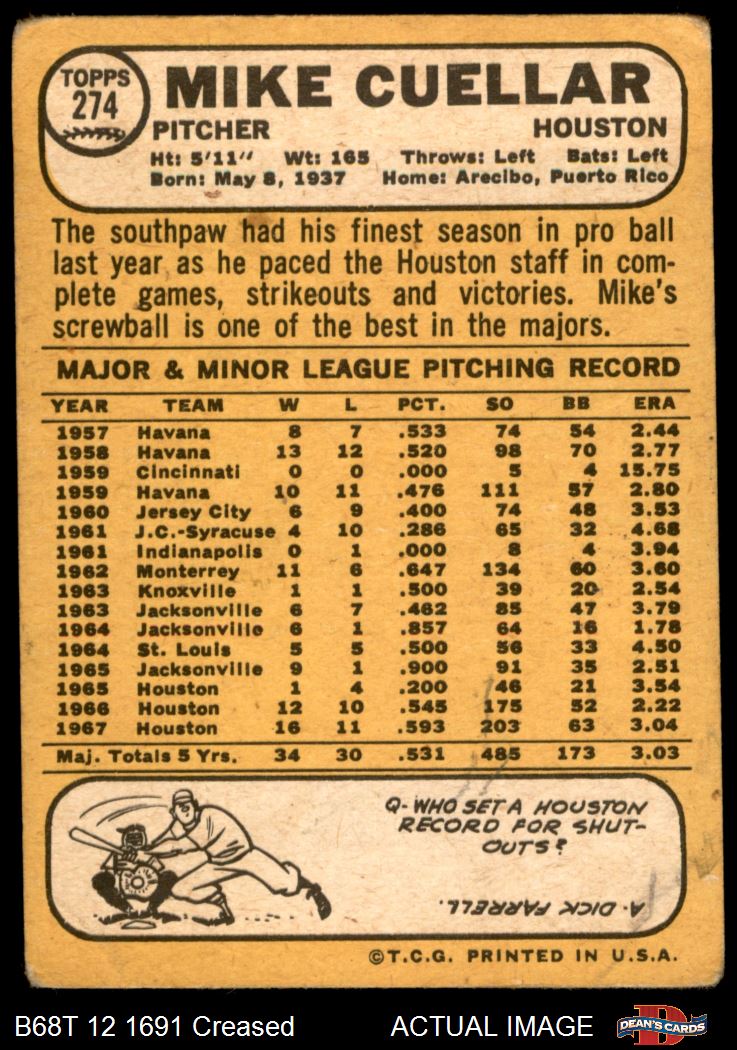 TOPPS
274
MIKE CUELLAR
PITCHER HOUSTON
Ht: 5'11" Wt: 165 Throws: Left Bats: Left
Born: May 8, 1937 Home: Arecibo, Puerto Rico
The southpaw had his finest season in pro ball
last year as he paced the Houston staff in com-
plete games, strikeouts and victories. Mike's
screwball is one of the best in the majors.
MAJOR & MINOR LEAGUE PITCHING RECORD
YEAR TEAM W L PCT. SO BB ERA
1957 Havana 8 7 .533 74 54 2.44
1958 Havana 13 12 .520 98 70 2.77
1959 Cincinnati 0 0 .000 5 4 15.75
1959 Havana 10 11 .476 111 57 2.80
1960 Jersey City 6 9 .400 74 48 3.53
1961 J.C.-Syracuse 4 10 .286 65 32 4.68
1961 Indianapolis 0 1 .000 8 4 3.94
1962 Monterrey 11 6 .647 134 60 3.60
1963 Knoxville 1 1 .500 39 20 2.54
1963 Jacksonville 6 7 .462 85 47 3.79
1964 Jacksonville 6 1 .857 64 16 1.78
1964 St. Louis 5 5 .500 56 33 4.50
1965 Jacksonville 9 1 .900 91 35 2.51
1965 Houston 1 4 .200 46 21 3.54
1966 Houston 12 10 .545 175 52 2.22
1967 Houston 16 11 .593 203 63 3.04
Maj. Totals 5 Yrs. 34 30 .531 485 173 3.03
Q-WHO SET A HOUSTON
RECORD FOR SHUT-
OUTS?
A-DICK FARRELL.
©T.C.G. PRINTED IN U.S.A.
B68T 12 1691 Creased ACTUAL IMAGE
D
DEAN'S CARDS